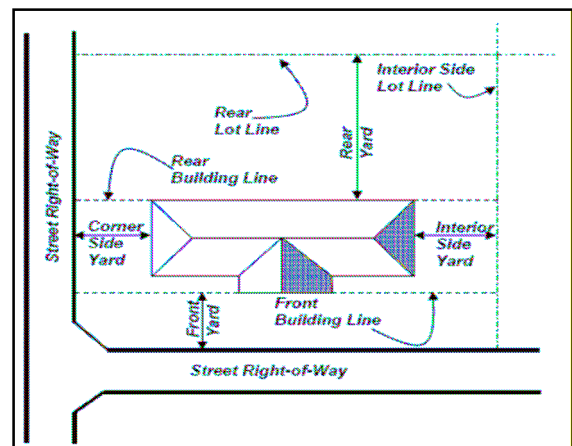 Interior Side
Lot Line
Rear
Lot Line
Rear
Yard
Rear
Building Line
Street Right-of-Way
Corner
Side
Yard
Interior
Side
Yard
Front
Yard
Front
Building Line
Street Right-of-Way